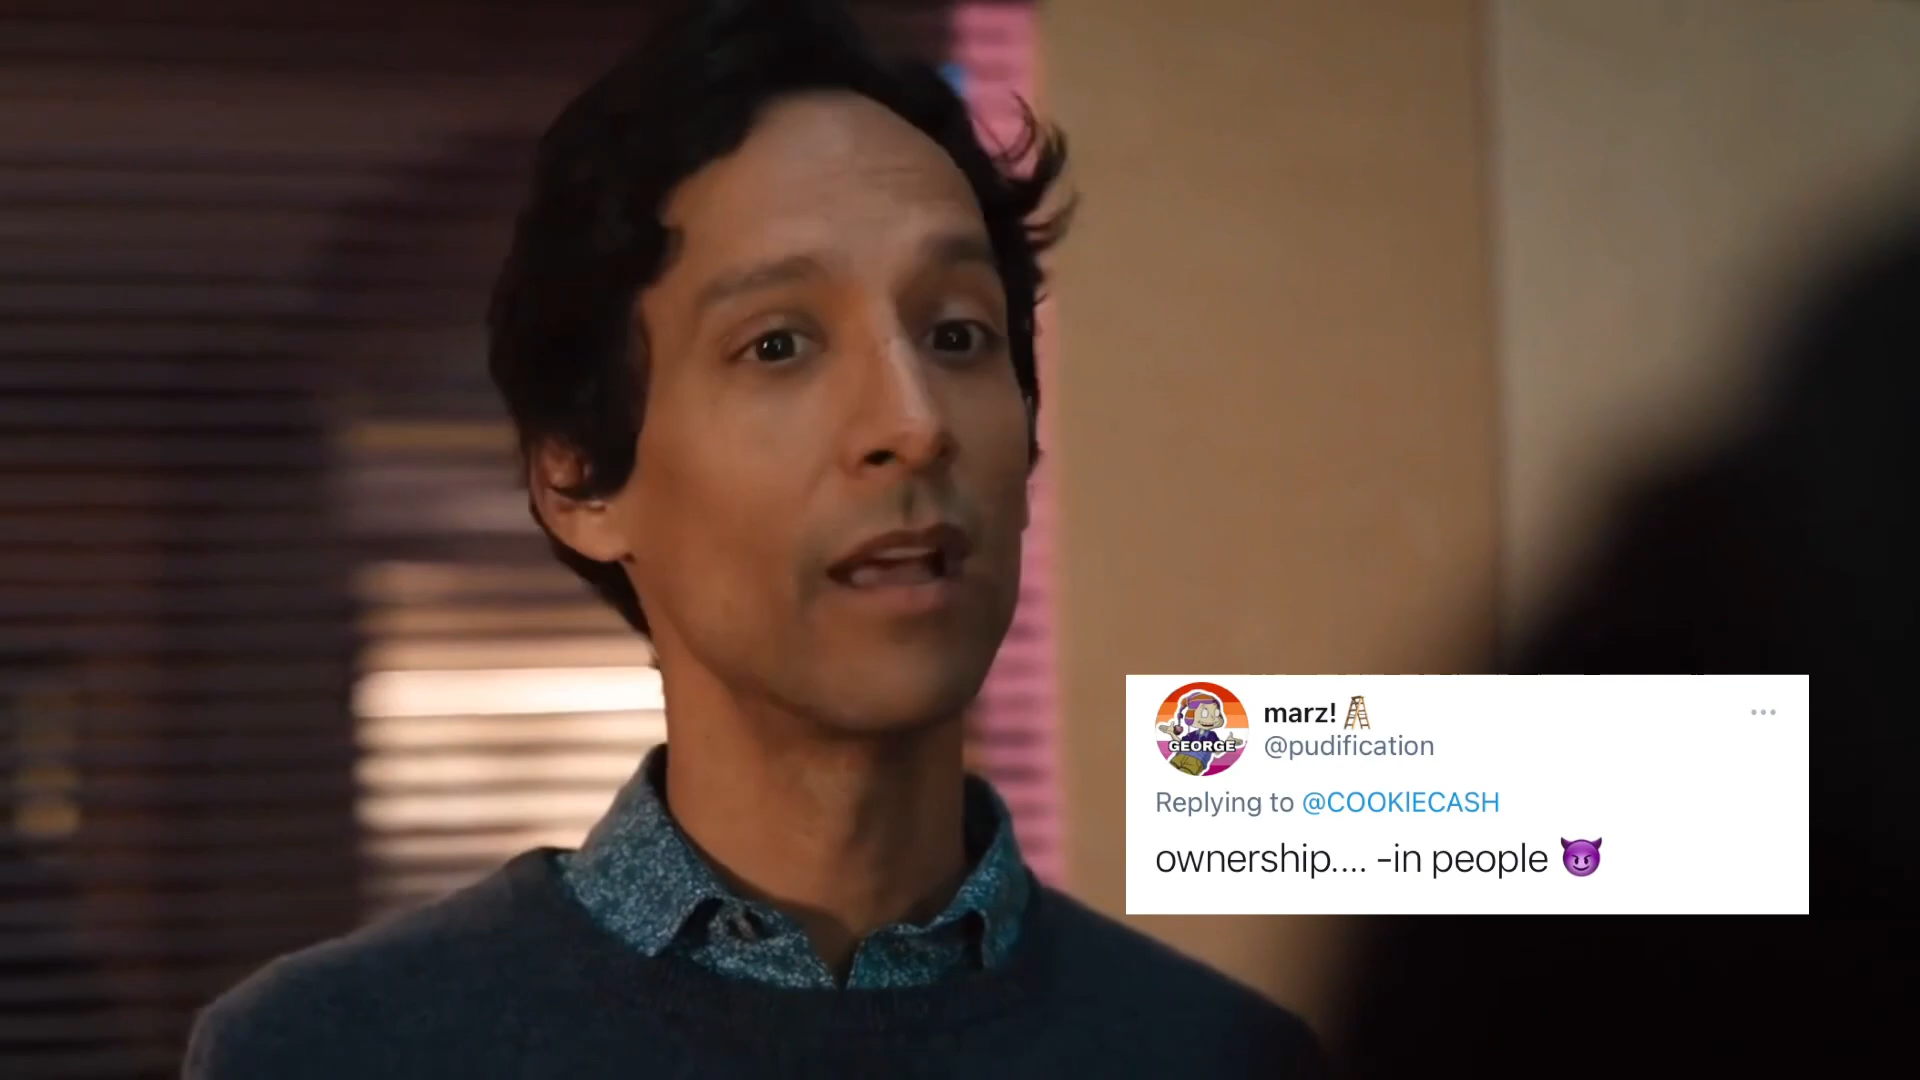 marz! 🪜
@pudification
GEORGE
Replying to @COOKIECASH
ownership.... -in people 😈